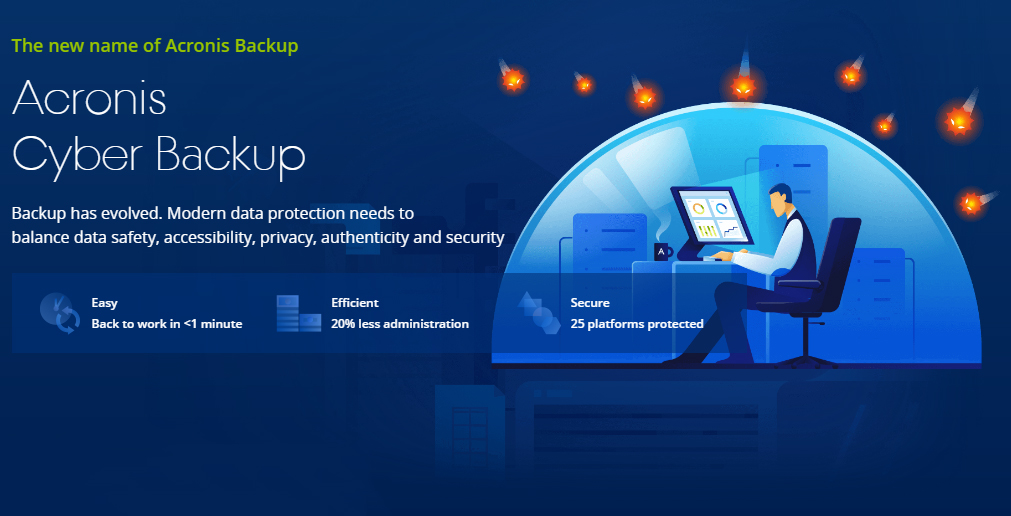 The new name of Acronis Backup
Acronis
Cyber Backup
Backup has evolved. Modern data protection needs to
balance data safety, accessibility, privacy, authenticity and security
Easy
Back to work in <1 minute
Efficient
20% less administration
Secure
25 platforms protected
A